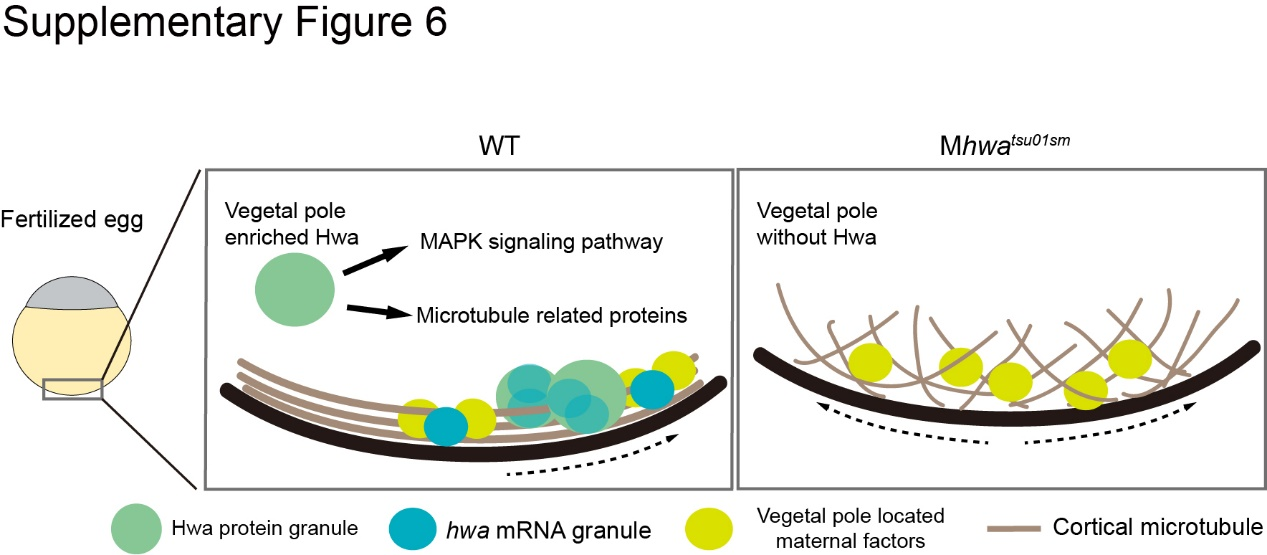 Supplementary Figure 6
WT
Mhwatsu01sm
Fertilized egg
Vegetal pole
enriched Hwa
MAPK signaling pathway
Microtubule related proteins
Vegetal pole
without Hwa
Hwa protein granule
hwa mRNA granule
Vegetal pole located
maternal factors
Cortical microtubule